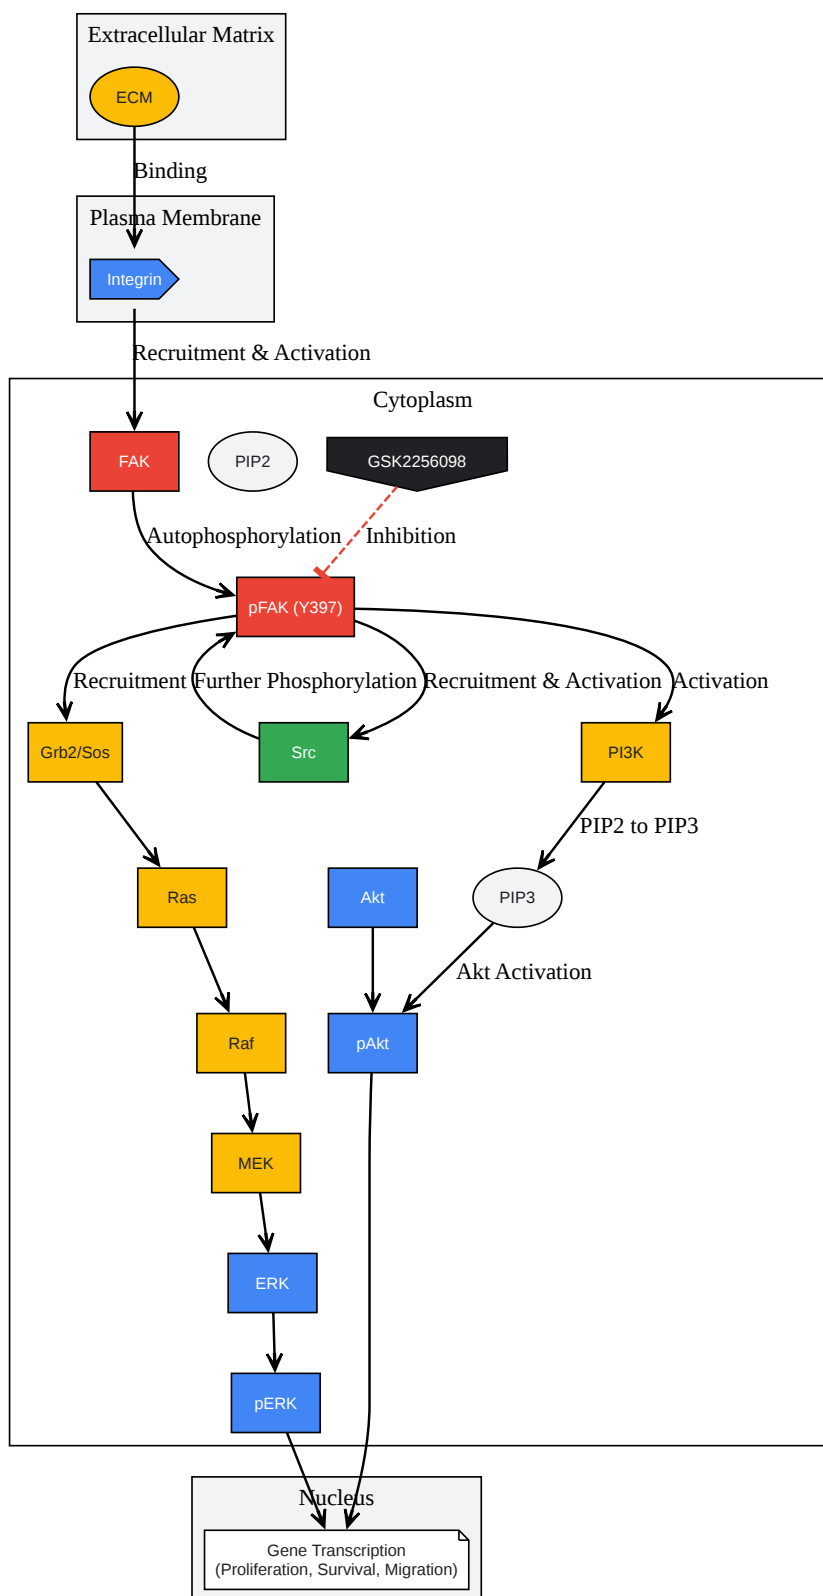 Extracellular Matrix
ECM
Binding
Plasma Membrane
Integrin
Recruitment & Activation
Cytoplasm
FAK
PIP2
GSK2256098
Autophosphorylation
Inhibition
pFAK (Y397)
Recruitment
Further Phosphorylation
Recruitment & Activation
Activation
Grb2/Sos
Src
PI3K
PIP2 to PIP3
Ras
Akt
PIP3
Akt Activation
Raf
pAkt
MEK
ERK
pERK
Nucleus
Gene Transcription
(Proliferation, Survival, Migration)